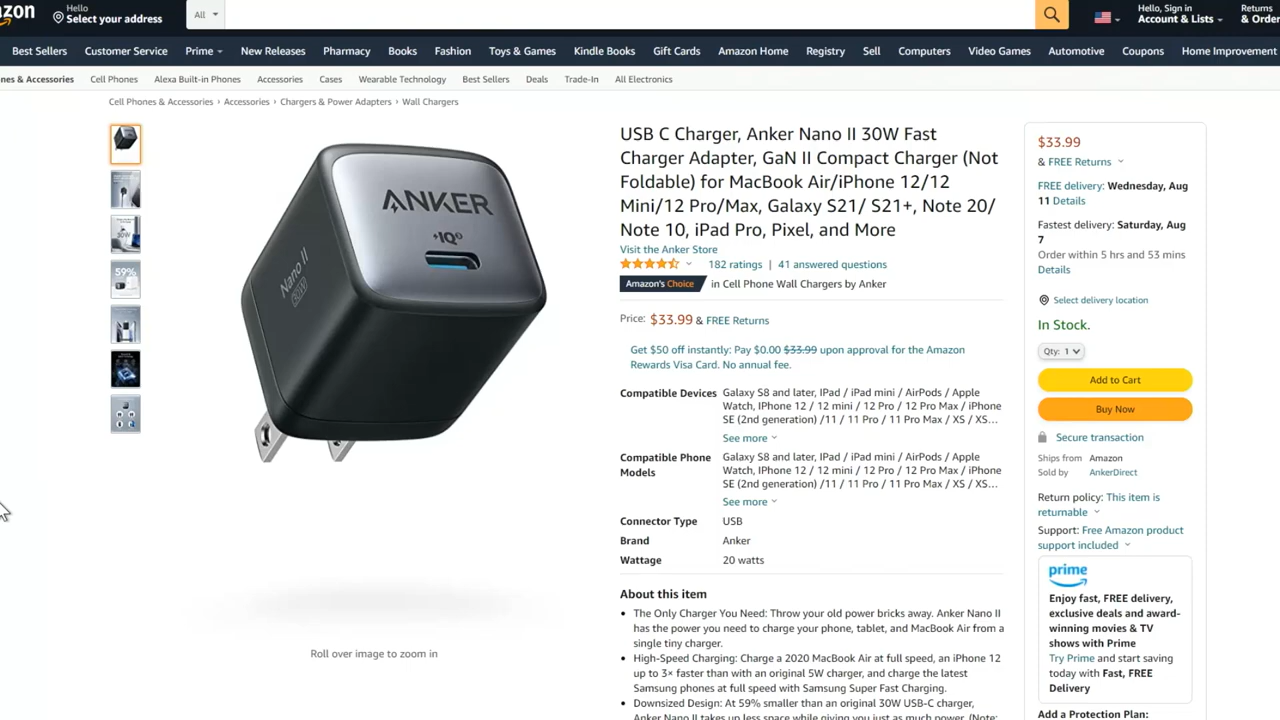 azon
Hello
Select your address
All
Hello, Sign in
Account & Lists
Returns
& Order
Best Sellers Customer Service Prime New Releases Pharmacy Books Fashion Toys & Games Kindle Books Gift Cards Amazon Home Registry Sell Computers Video Games Automotive Coupons Home Improvement
nes & Accessories Cell Phones Alexa Built-in Phones Accessories Cases Wearable Technology Best Sellers Deals Trade-In All Electronics
Cell Phones & Accessories › Accessories › Chargers & Power Adapters › Wall Chargers
59%
ANKER
IQ3
Nano II
30W
Roll over image to zoom in
USB C Charger, Anker Nano II 30W Fast
Charger Adapter, GaN II Compact Charger (Not
Foldable) for MacBook Air/iPhone 12/12
Mini/12 Pro/Max, Galaxy S21/ S21+, Note 20/
Note 10, iPad Pro, Pixel, and More
Visit the Anker Store
182 ratings | 41 answered questions
Amazon's Choice in Cell Phone Wall Chargers by Anker
Price: $33.99 & FREE Returns
Get $50 off instantly: Pay $0.00 $33.99 upon approval for the Amazon
Rewards Visa Card. No annual fee.
Compatible Devices Galaxy S8 and later, IPad / iPad mini / AirPods / Apple
Watch, IPhone 12 / 12 mini / 12 Pro / 12 Pro Max / iPhone
SE (2nd generation) /11 / 11 Pro / 11 Pro Max / XS / XS…
See more
Compatible Phone Models Galaxy S8 and later, IPad / iPad mini / AirPods / Apple
Watch, IPhone 12 / 12 mini / 12 Pro / 12 Pro Max / iPhone
SE (2nd generation) /11 / 11 Pro / 11 Pro Max / XS / XS…
See more
Connector Type USB
Brand Anker
Wattage 20 watts
About this item
• The Only Charger You Need: Throw your old power bricks away. Anker Nano II
has the power you need to charge your phone, tablet, and MacBook Air from a
single tiny charger.
• High-Speed Charging: Charge a 2020 MacBook Air at full speed, an iPhone 12
up to 3× faster than with an original 5W charger, and charge the latest
Samsung phones at full speed with Samsung Super Fast Charging.
• Downsized Design: At 59% smaller than an original 30W USB-C charger,
Anker Nano II takes up less space while giving you just as much power. (Note:
$33.99
& FREE Returns
FREE delivery: Wednesday, Aug
11 Details
Fastest delivery: Saturday, Aug
7
Order within 5 hrs and 53 mins
Details
Select delivery location
In Stock.
Qty: 1
Add to Cart
Buy Now
Secure transaction
Ships from Amazon
Sold by AnkerDirect
Return policy: This item is
returnable
Support: Free Amazon product
support included
prime
Enjoy fast, FREE delivery,
exclusive deals and award-
winning movies & TV
shows with Prime
Try Prime and start saving
today with Fast, FREE
Delivery
Add a Protection Plan: